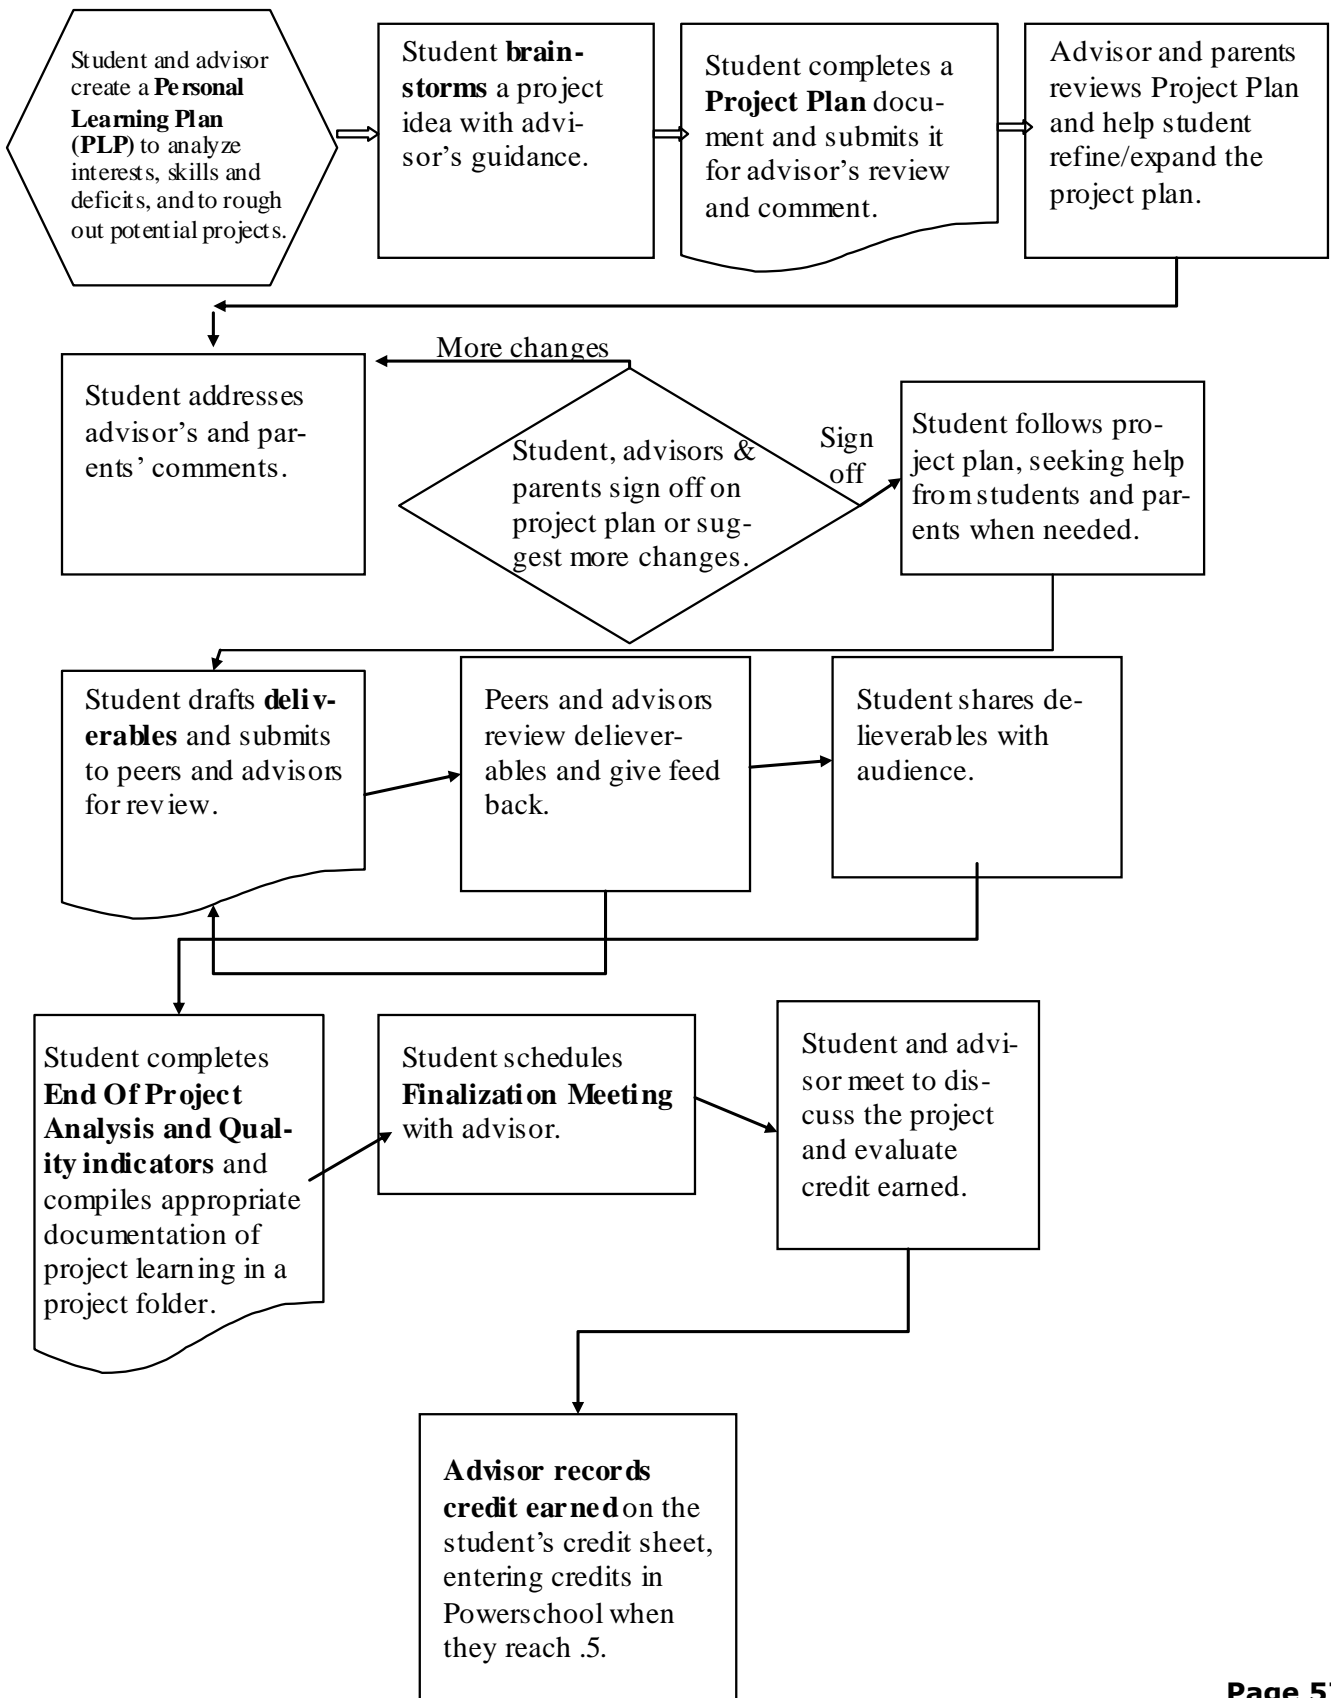 Student and advisor
create a Personal
Learning Plan
(PLP) to analyze
interests, skills and
deficits, and to rough
out potential projects.
Student brain-
storms a project
idea with advi-
sor’s guidance.
Student completes a
Project Plan docu-
ment and submits it
for advisor’s review
and comment.
Advisor and parents
reviews Project Plan
and help student
refine/expand the
project plan.
Student addresses
advisor’s and par-
ents’ comments.
More changes
Student, advisors &
parents sign off on
project plan or sug-
gest more changes.
Sign
off
Student follows pro-
ject plan, seeking help
from students and par-
ents when needed.
Student drafts deliv-
erables and submits
to peers and advisors
for review.
Peers and advisors
review deliever-
ables and give feed
back.
Student shares de-
lieverables with
audience.
Student completes
End Of Project
Analysis and Qual-
ity indicators and
compiles appropriate
documentation of
project learning in a
project folder.
Student schedules
Finalization Meeting
with advisor.
Student and advi-
sor meet to dis-
cuss the project
and evaluate
credit earned.
Advisor records
credit earned on the
student’s credit sheet,
entering credits in
Powerschool when
they reach .5.
Page